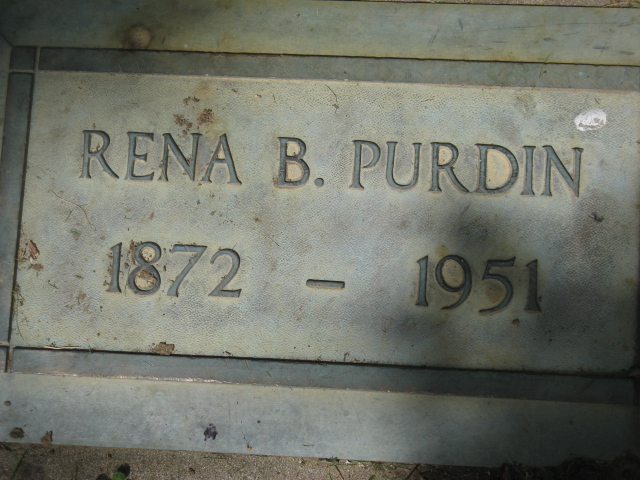 RENA B. PURDIN
1872 – 1951